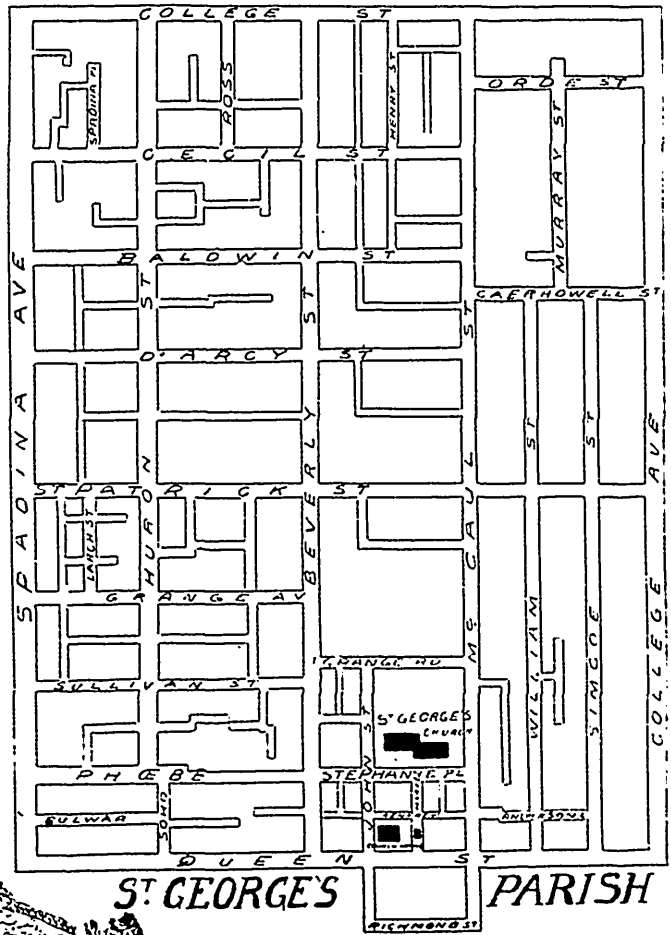 COLLEGE ST
SPADINA PL
ROSS
HENRY ST
ORDE ST
MURRAY ST
CECIL ST
BALDWIN ST
CAERHOWELL ST
D'ARCY ST
SPADINA AVE
HURON ST
BEVERLY ST
McCAUL ST
WILLIAM ST
SIMCOE ST
COLLEGE AVE
ST PATRICK ST
LARCH ST
GRANGE AV
GRANGE RD
SULLIVAN ST
ST GEORGE'S
CHURCH
JOHN ST
PHŒBE
STEPHANIE PL
BULWAR
SOHO
QUEEN ST
RICHMOND ST
ST. GEORGE'S PARISH